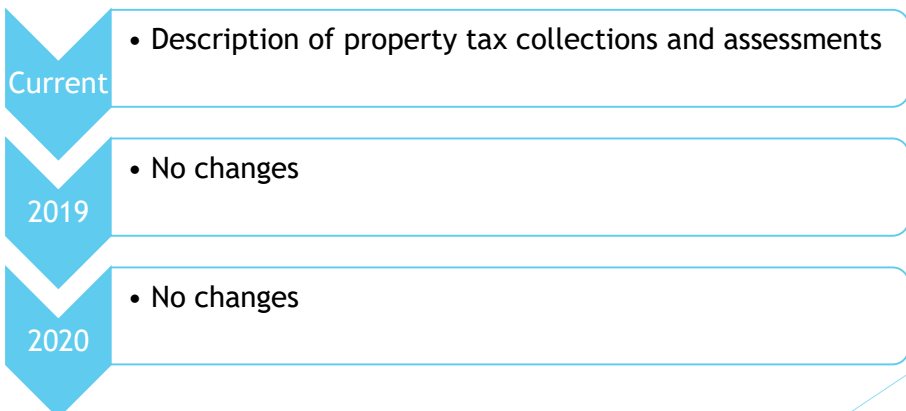 • Description of property tax collections and assessments
Current
• No changes
2019
• No changes
2020